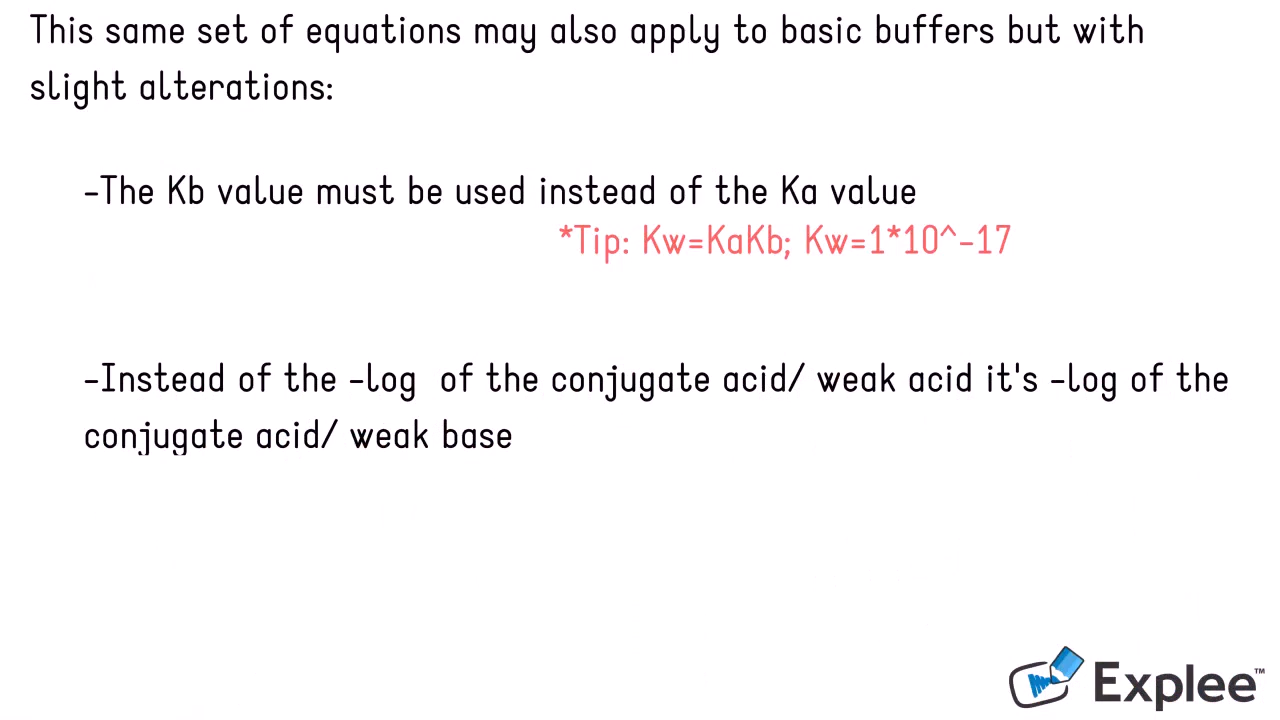 This same set of equations may also apply to basic buffers but with
slight alterations:
-The Kb value must be used instead of the Ka value
*Tip: Kw=KaKb; Kw=1*10^-17
-Instead of the -log  of the conjugate acid/ weak acid it's -log of the
conjugate acid/ weak base
Explee™